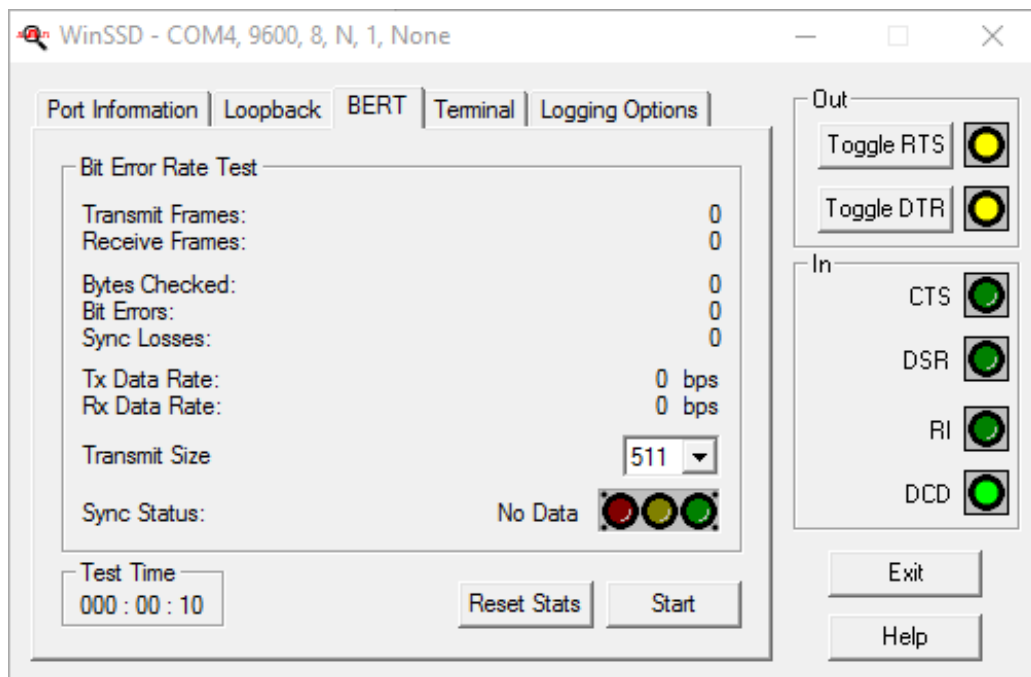 WinSSD - COM4, 9600, 8, N, 1, None
Port Information Loopback BERT Terminal Logging Options
Bit Error Rate Test
Transmit Frames: 0
Receive Frames: 0
Bytes Checked: 0
Bit Errors: 0
Sync Losses: 0
Tx Data Rate: 0 bps
Rx Data Rate: 0 bps
Transmit Size 511
Sync Status: No Data
Test Time
000 : 00 : 10
Reset Stats Start
Out
Toggle RTS
Toggle DTR
In
CTS
DSR
RI
DCD
Exit
Help